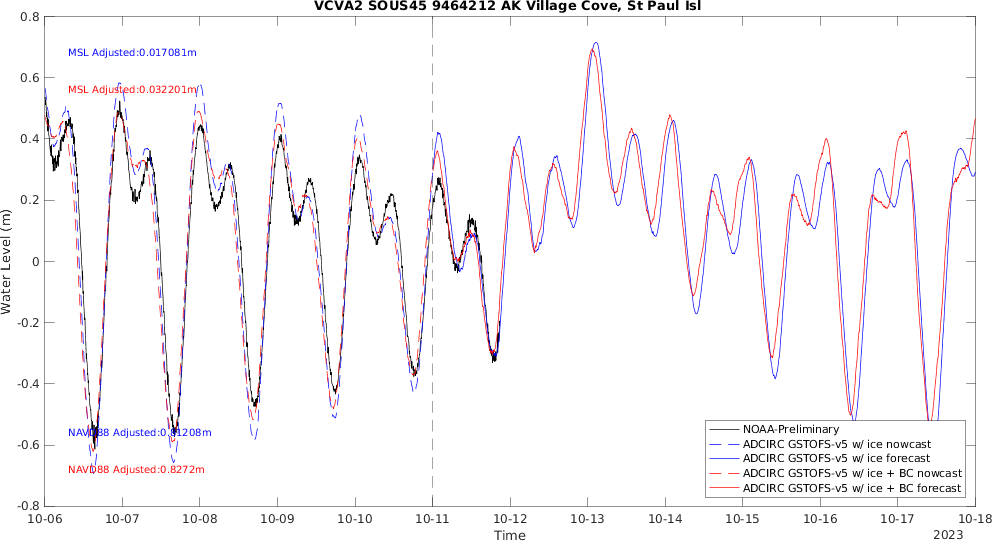 VCVA2 SOUS45 9464212 AK Village Cove, St Paul Isl
0.8
0.6
0.4
0.2
0
-0.2
-0.4
-0.6
-0.8
Water Level (m)
MSL Adjusted:0.017081m
MSL Adjusted:0.032201m
NAVD88 Adjusted:0.81208m
NAVD88 Adjusted:0.8272m
NOAA-Preliminary
ADCIRC GSTOFS-v5 w/ ice nowcast
ADCIRC GSTOFS-v5 w/ ice forecast
ADCIRC GSTOFS-v5 w/ ice + BC nowcast
ADCIRC GSTOFS-v5 w/ ice + BC forecast
10-06 10-07 10-08 10-09 10-10 10-11 10-12 10-13 10-14 10-15 10-16 10-17 10-18
Time
2023